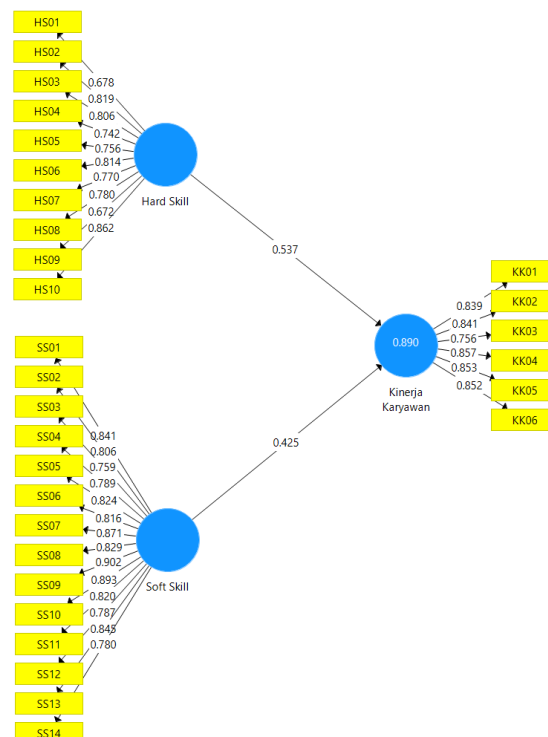 HS01
HS02
HS03
HS04
HS05
HS06
HS07
HS08
HS09
HS10
0.678
0.819
0.806
0.742
0.756
0.814
0.770
0.780
0.672
0.862
Hard Skill
0.537
SS01
SS02
SS03
SS04
SS05
SS06
SS07
SS08
SS09
SS10
SS11
SS12
SS13
SS14
0.841
0.806
0.759
0.789
0.824
0.816
0.871
0.829
0.902
0.893
0.820
0.787
0.845
0.780
Soft Skill
0.425
0.890
Kinerja
Karyawan
0.839
0.841
0.756
0.857
0.853
0.852
KK01
KK02
KK03
KK04
KK05
KK06